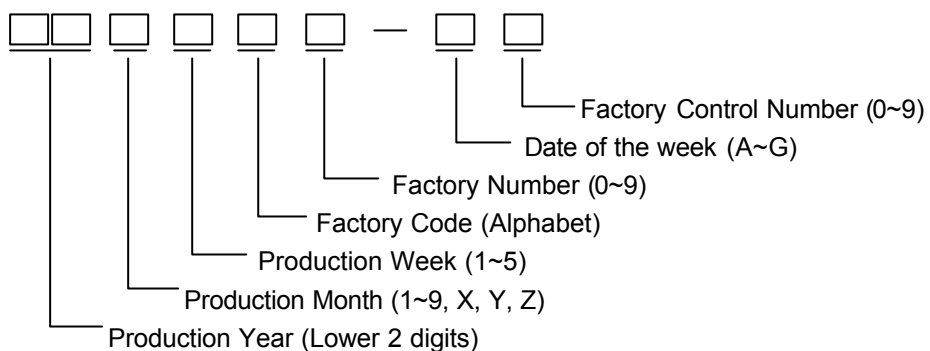 Factory Control Number (0~9)
Date of the week (A~G)
Factory Number (0~9)
Factory Code (Alphabet)
Production Week (1~5)
Production Month (1~9, X, Y, Z)
Production Year (Lower 2 digits)